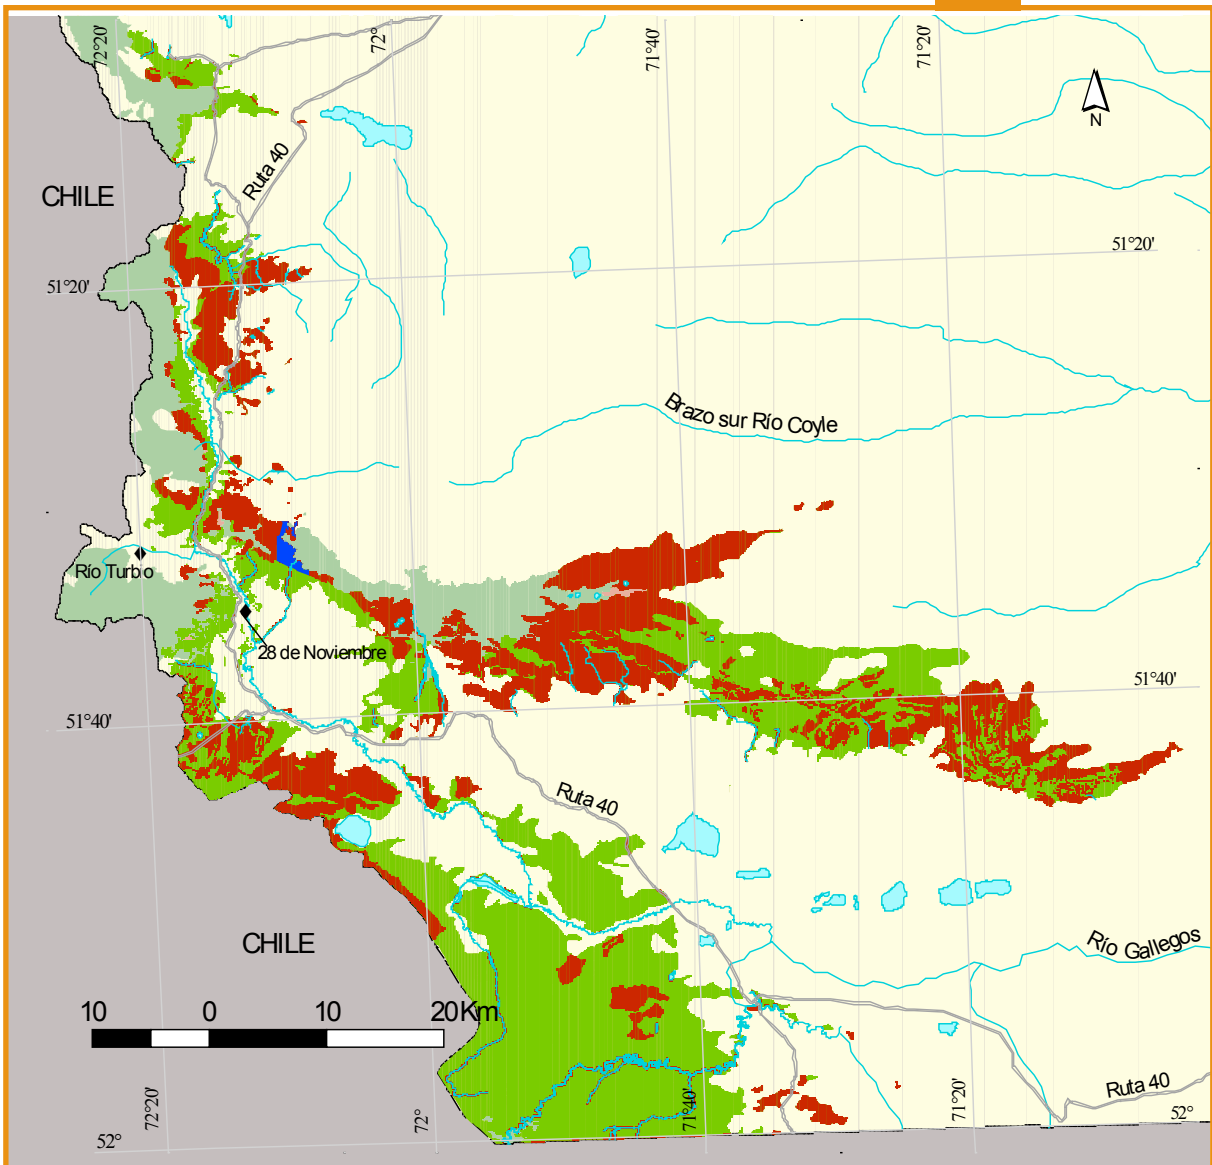 72°20'
72°
71°40'
71°20'
N
Ruta 40
CHILE
51°20'
51°20'
Brazo sur Río Coyle
Río Turbio
28 de Noviembre
51°40'
51°40'
Ruta 40
CHILE
Río Gallegos
10 0 10 20 Km
72°20'
72°
71°40'
71°20'
Ruta 40
52°
52°